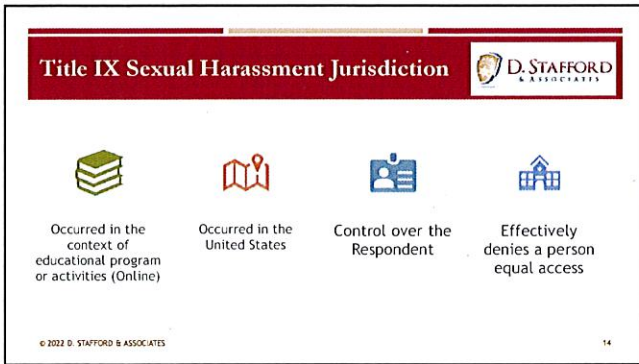 Title IX Sexual Harassment Jurisdiction
D. STAFFORD
& ASSOCIATES
Occurred in the
context of
educational program
or activities (Online)
Occurred in the
United States
Control over the
Respondent
Effectively
denies a person
equal access
© 2022 D. STAFFORD & ASSOCIATES
14